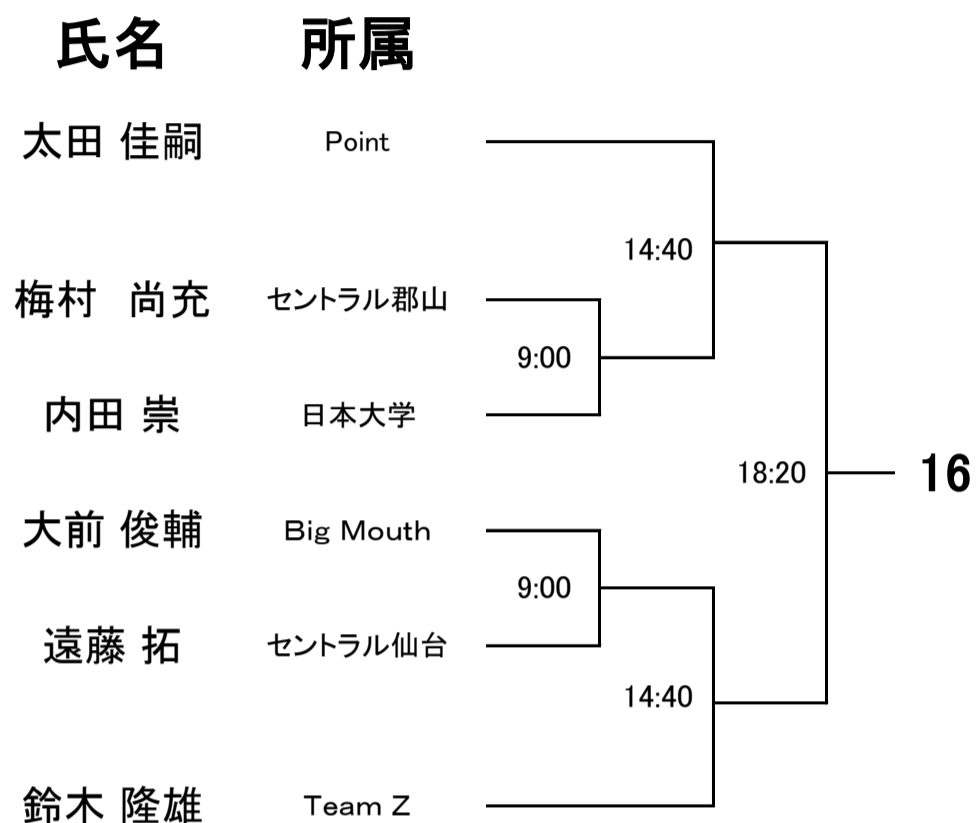 氏名 所属
太田 佳嗣 Point
14:40
梅村　尚充 セントラル郡山
9:00
内田 崇 日本大学
18:20 16
大前 俊輔 Big Mouth
9:00
遠藤 拓 セントラル仙台
14:40
鈴木 隆雄 Team Z